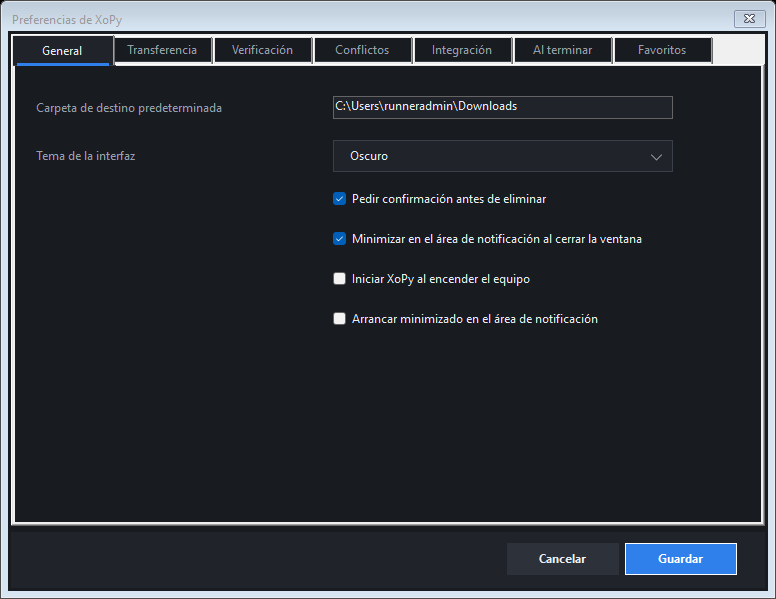 Preferencias de XoPy
General
Transferencia
Verificación
Conflictos
Integración
Al terminar
Favoritos
Carpeta de destino predeterminada
C:\Users\runneradmin\Downloads
Tema de la interfaz
Oscuro
Pedir confirmación antes de eliminar
Minimizar en el área de notificación al cerrar la ventana
Iniciar XoPy al encender el equipo
Arrancar minimizado en el área de notificación
Cancelar
Guardar